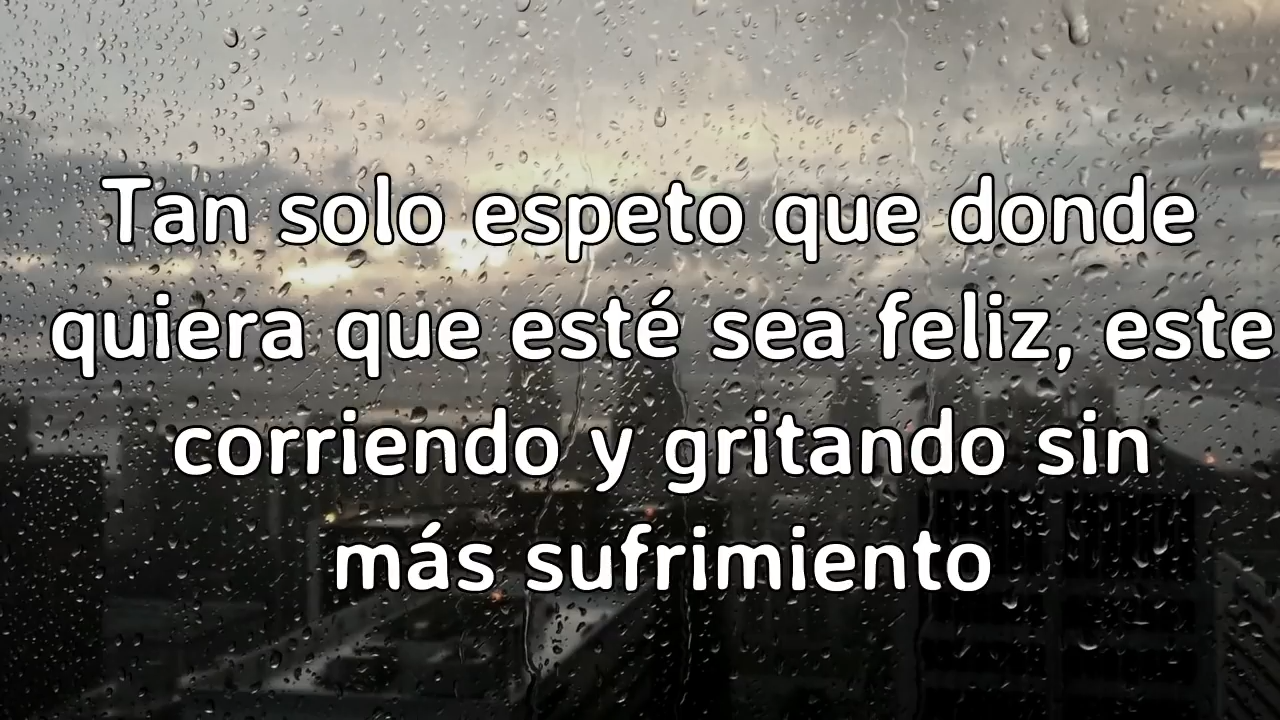 Tan solo espeto que donde
quiera que esté sea feliz, este
corriendo y gritando sin
más sufrimiento